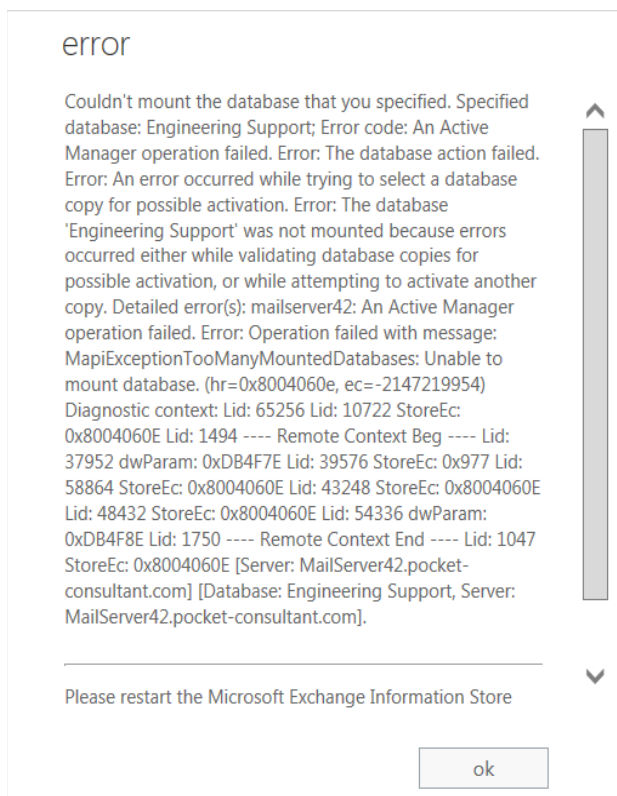 error
Couldn't mount the database that you specified. Specified
database: Engineering Support; Error code: An Active
Manager operation failed. Error: The database action failed.
Error: An error occurred while trying to select a database
copy for possible activation. Error: The database
'Engineering Support' was not mounted because errors
occurred either while validating database copies for
possible activation, or while attempting to activate another
copy. Detailed error(s): mailserver42: An Active Manager
operation failed. Error: Operation failed with message:
MapiExceptionTooManyMountedDatabases: Unable to
mount database. (hr=0x8004060e, ec=-2147219954)
Diagnostic context: Lid: 65256 Lid: 10722 StoreEc:
0x8004060E Lid: 1494 ---- Remote Context Beg ---- Lid:
37952 dwParam: 0xDB4F7E Lid: 39576 StoreEc: 0x977 Lid:
58864 StoreEc: 0x8004060E Lid: 43248 StoreEc: 0x8004060E
Lid: 48432 StoreEc: 0x8004060E Lid: 54336 dwParam:
0xDB4F8E Lid: 1750 ---- Remote Context End ---- Lid: 1047
StoreEc: 0x8004060E [Server: MailServer42.pocket-
consultant.com] [Database: Engineering Support, Server:
MailServer42.pocket-consultant.com].
Please restart the Microsoft Exchange Information Store
ok